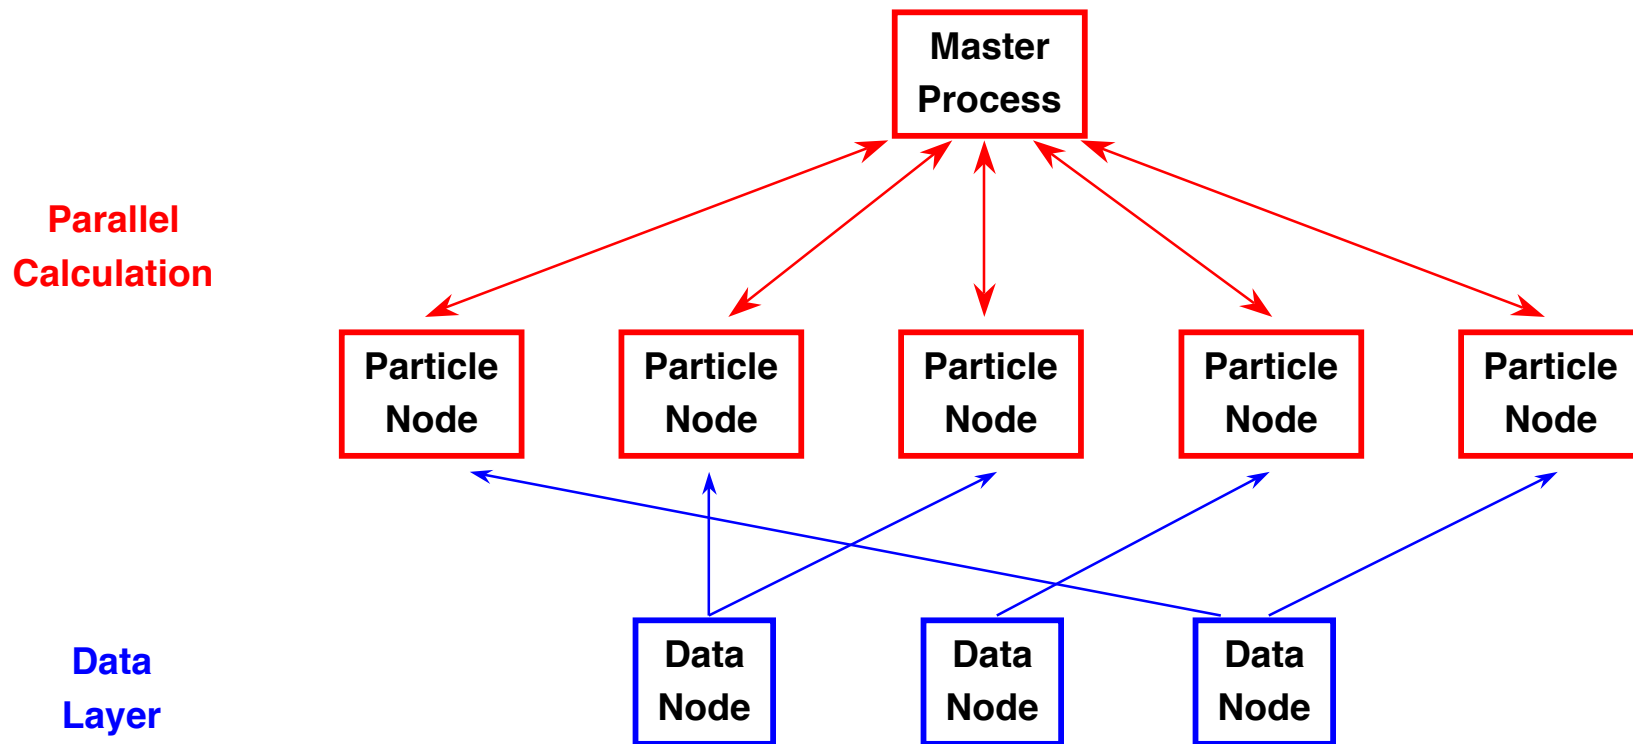 Master
Process
Parallel
Calculation
Particle
Node
Particle
Node
Particle
Node
Particle
Node
Particle
Node
Data
Layer
Data
Node
Data
Node
Data
Node